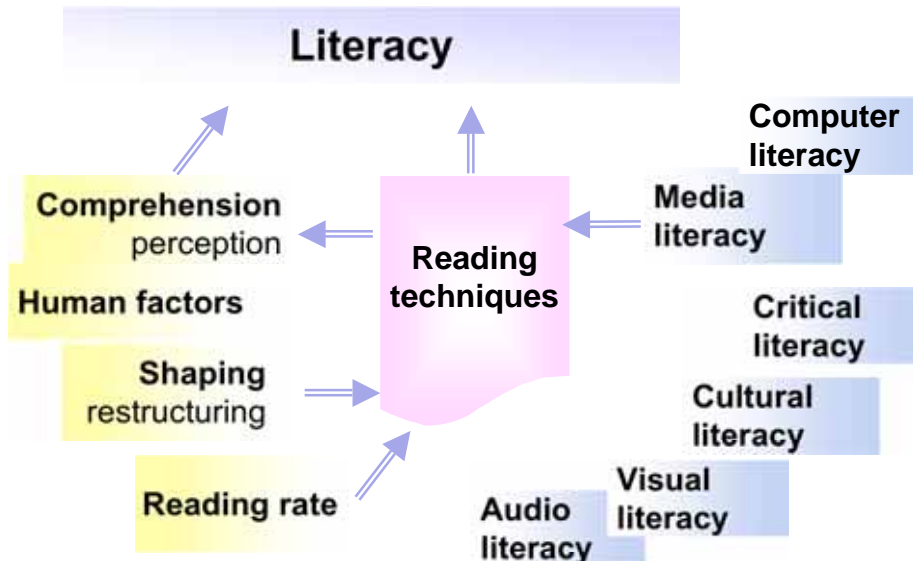 Literacy
Computer
literacy
Comprehension
perception
Media
literacy
Reading
techniques
Human factors
Critical
literacy
Shaping
restructuring
Cultural
literacy
Reading rate
Visual
literacy
Audio
literacy